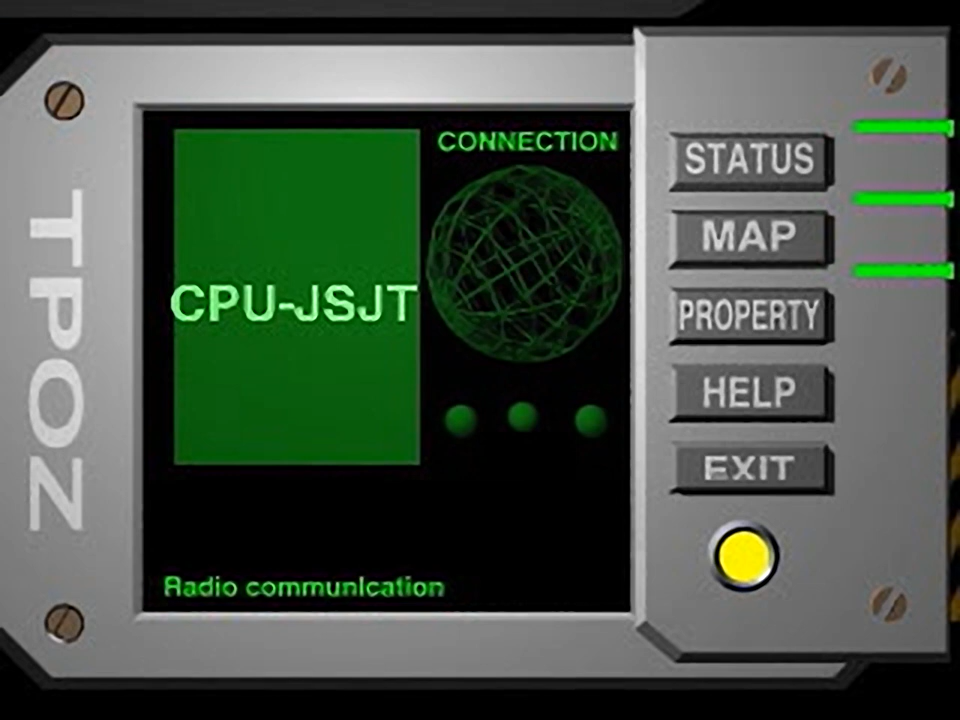 TPOZ
CPU-JSJT
CONNECTION
Radio communication
STATUS
MAP
PROPERTY
HELP
EXIT